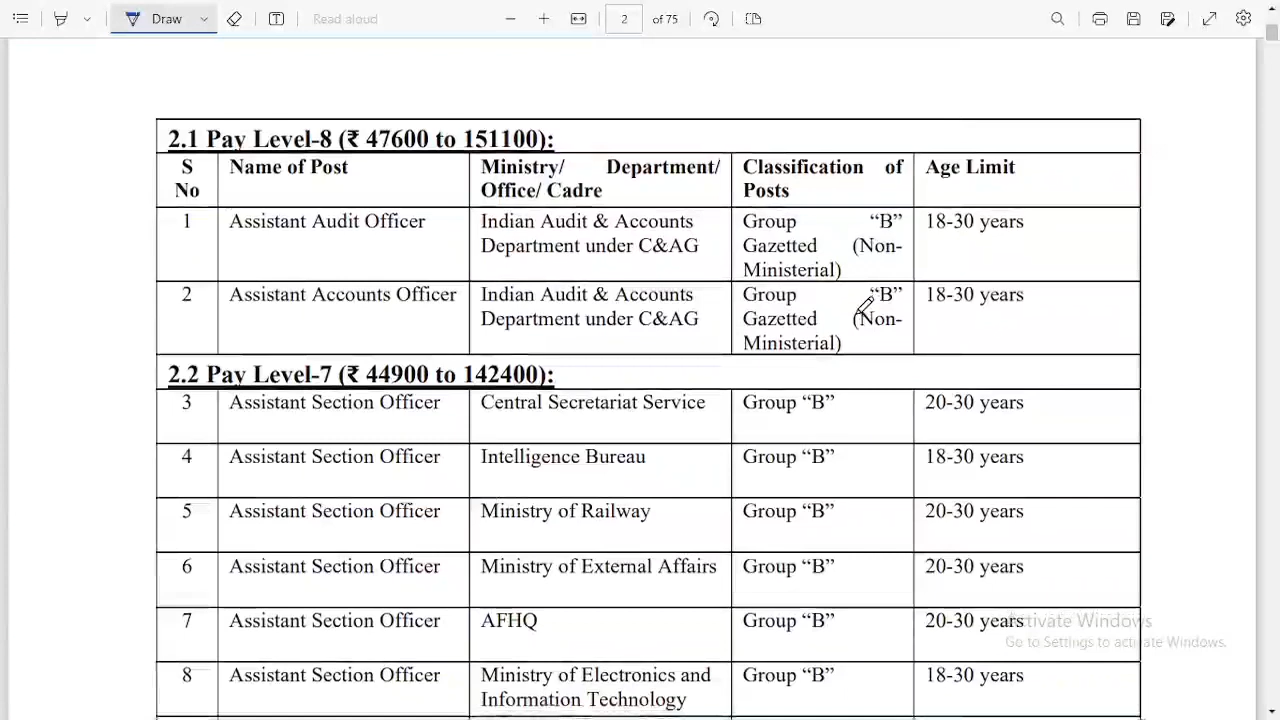 Draw
Read aloud
2 of 75
2.1 Pay Level-8 (₹ 47600 to 151100):
S No Name of Post Ministry/ Department/ Office/ Cadre Classification of Posts Age Limit
1 Assistant Audit Officer Indian Audit & Accounts Department under C&AG Group “B” Gazetted (Non-Ministerial) 18-30 years
2 Assistant Accounts Officer Indian Audit & Accounts Department under C&AG Group “B” Gazetted (Non-Ministerial) 18-30 years
2.2 Pay Level-7 (₹ 44900 to 142400):
3 Assistant Section Officer Central Secretariat Service Group “B” 20-30 years
4 Assistant Section Officer Intelligence Bureau Group “B” 18-30 years
5 Assistant Section Officer Ministry of Railway Group “B” 20-30 years
6 Assistant Section Officer Ministry of External Affairs Group “B” 20-30 years
7 Assistant Section Officer AFHQ Group “B” 20-30 years
8 Assistant Section Officer Ministry of Electronics and Information Technology Group “B” 18-30 years
Activate Windows
Go to Settings to activate Windows.